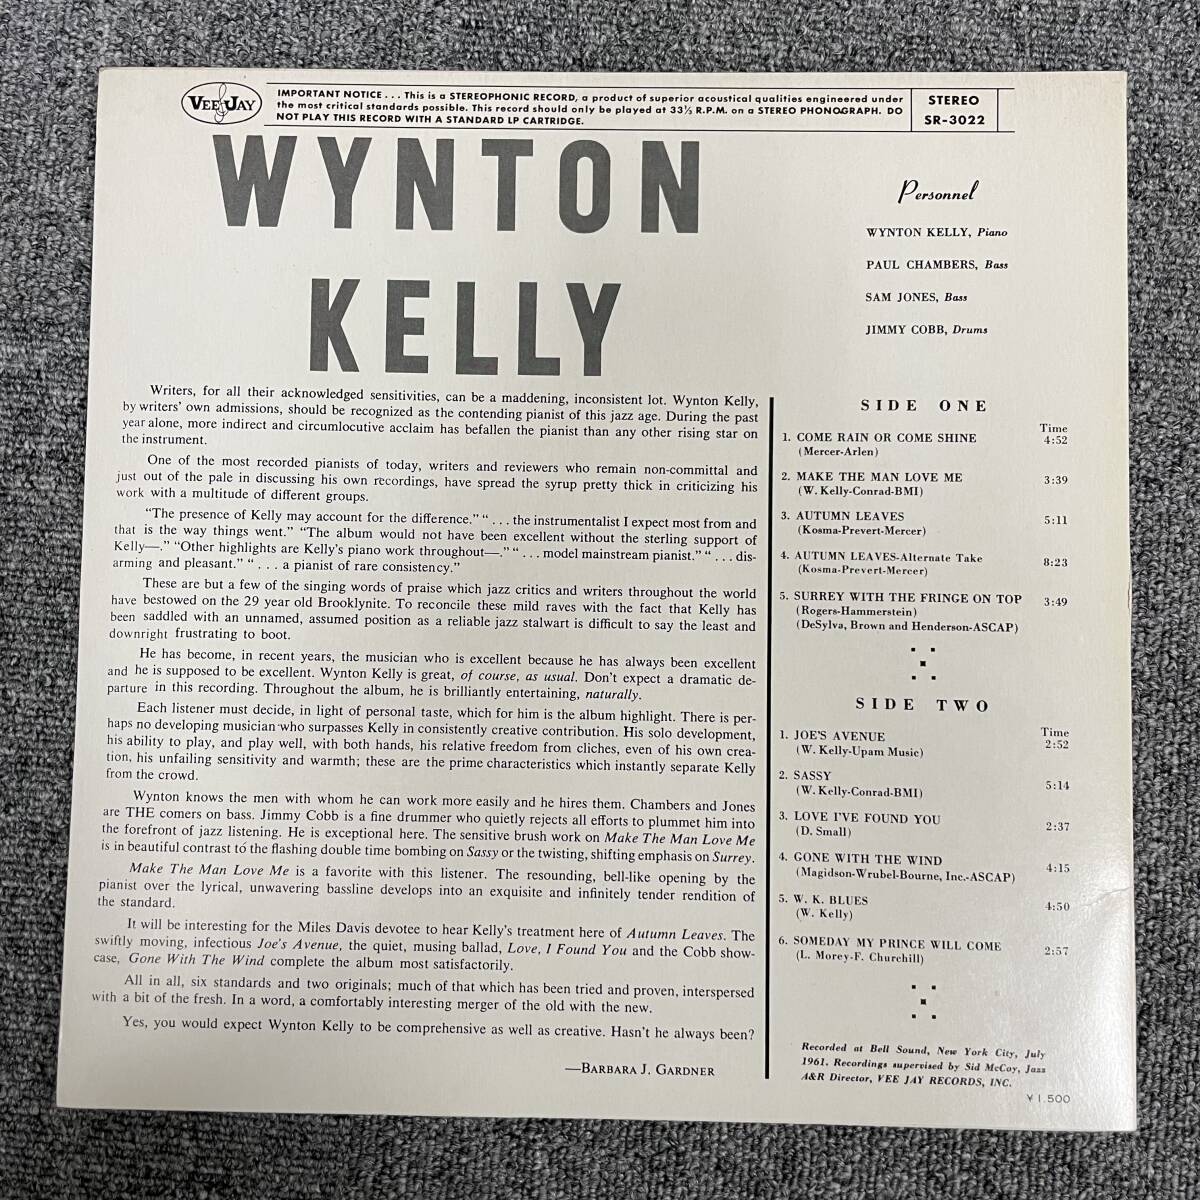 VEE JAY
IMPORTANT NOTICE . . . This is a STEREOPHONIC RECORD, a product of superior acoustical qualities engineered under
the most critical standards possible. This record should only be played at 33⅓ R.P.M. on a STEREO PHONOGRAPH. DO
NOT PLAY THIS RECORD WITH A STANDARD LP CARTRIDGE.
STEREO
SR-3022
WYNTON
KELLY
Personnel
WYNTON KELLY, Piano
PAUL CHAMBERS, Bass
SAM JONES, Bass
JIMMY COBB, Drums
Writers, for all their acknowledged sensitivities, can be a maddening, inconsistent lot. Wynton Kelly,
by writers' own admissions, should be recognized as the contending pianist of this jazz age. During the past
year alone, more indirect and circumlocutive acclaim has befallen the pianist than any other rising star on
the instrument.
One of the most recorded pianists of today, writers and reviewers who remain non-committal and
just out of the pale in discussing his own recordings, have spread the syrup pretty thick in criticizing his
work with a multitude of different groups.
"The presence of Kelly may account for the difference." ". . . the instrumentalist I expect most from and
that is the way things went." "The album would not have been excellent without the sterling support of
Kelly—." "Other highlights are Kelly's piano work throughout—." ". . . model mainstream pianist." ". . . dis-
arming and pleasant." ". . . a pianist of rare consistency."
These are but a few of the singing words of praise which jazz critics and writers throughout the world
have bestowed on the 29 year old Brooklynite. To reconcile these mild raves with the fact that Kelly has
been saddled with an unnamed, assumed position as a reliable jazz stalwart is difficult to say the least and
downright frustrating to boot.
He has become, in recent years, the musician who is excellent because he has always been excellent
and he is supposed to be excellent. Wynton Kelly is great, of course, as usual. Don't expect a dramatic de-
parture in this recording. Throughout the album, he is brilliantly entertaining, naturally.
Each listener must decide, in light of personal taste, which for him is the album highlight. There is per-
haps no developing musician who surpasses Kelly in consistently creative contribution. His solo development,
his ability to play, and play well, with both hands, his relative freedom from cliches, even of his own crea-
tion, his unfailing sensitivity and warmth; these are the prime characteristics which instantly separate Kelly
from the crowd.
Wynton knows the men with whom he can work more easily and he hires them. Chambers and Jones
are THE comers on bass. Jimmy Cobb is a fine drummer who quietly rejects all efforts to plummet him into
the forefront of jazz listening. He is exceptional here. The sensitive brush work on Make The Man Love Me
is in beautiful contrast to the flashing double time bombing on Sassy or the twisting, shifting emphasis on Surrey.
Make The Man Love Me is a favorite with this listener. The resounding, bell-like opening by the
pianist over the lyrical, unwavering bassline develops into an exquisite and infinitely tender rendition of
the standard.
It will be interesting for the Miles Davis devotee to hear Kelly's treatment here of Autumn Leaves. The
swiftly moving, infectious Joe's Avenue, the quiet, musing ballad, Love, I Found You and the Cobb show-
case, Gone With The Wind complete the album most satisfactorily.
All in all, six standards and two originals; much of that which has been tried and proven, interspersed
with a bit of the fresh. In a word, a comfortably interesting merger of the old with the new.
Yes, you would expect Wynton Kelly to be comprehensive as well as creative. Hasn't he always been?
—BARBARA J. GARDNER
SIDE ONE
Time
1. COME RAIN OR COME SHINE 4:52
(Mercer-Arlen)
2. MAKE THE MAN LOVE ME 3:39
(W. Kelly-Conrad-BMI)
3. AUTUMN LEAVES 5:11
(Kosma-Prevert-Mercer)
4. AUTUMN LEAVES-Alternate Take 8:23
(Kosma-Prevert-Mercer)
5. SURREY WITH THE FRINGE ON TOP 3:49
(Rogers-Hammerstein)
(DeSylva, Brown and Henderson-ASCAP)
SIDE TWO
Time
1. JOE'S AVENUE 2:52
(W. Kelly-Upam Music)
2. SASSY 5:14
(W. Kelly-Conrad-BMI)
3. LOVE I'VE FOUND YOU 2:37
(D. Small)
4. GONE WITH THE WIND 4:15
(Magidson-Wrubel-Bourne, Inc.-ASCAP)
5. W. K. BLUES 4:50
(W. Kelly)
6. SOMEDAY MY PRINCE WILL COME 2:57
(L. Morey-F. Churchill)
Recorded at Bell Sound, New York City, July
1961. Recordings supervised by Sid McCoy, Jazz
A&R Director, VEE JAY RECORDS, INC.
¥1.500